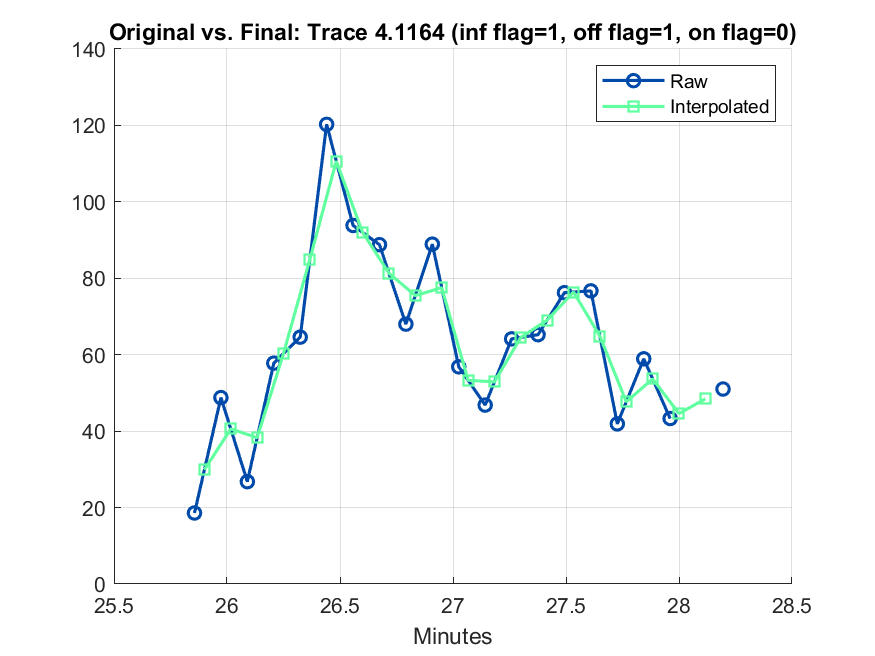 Original vs. Final: Trace 4.1164 (inf flag=1, off flag=1, on flag=0)
140
120
100
80
60
40
20
0
Raw
Interpolated
25.5 26 26.5 27 27.5 28 28.5
Minutes